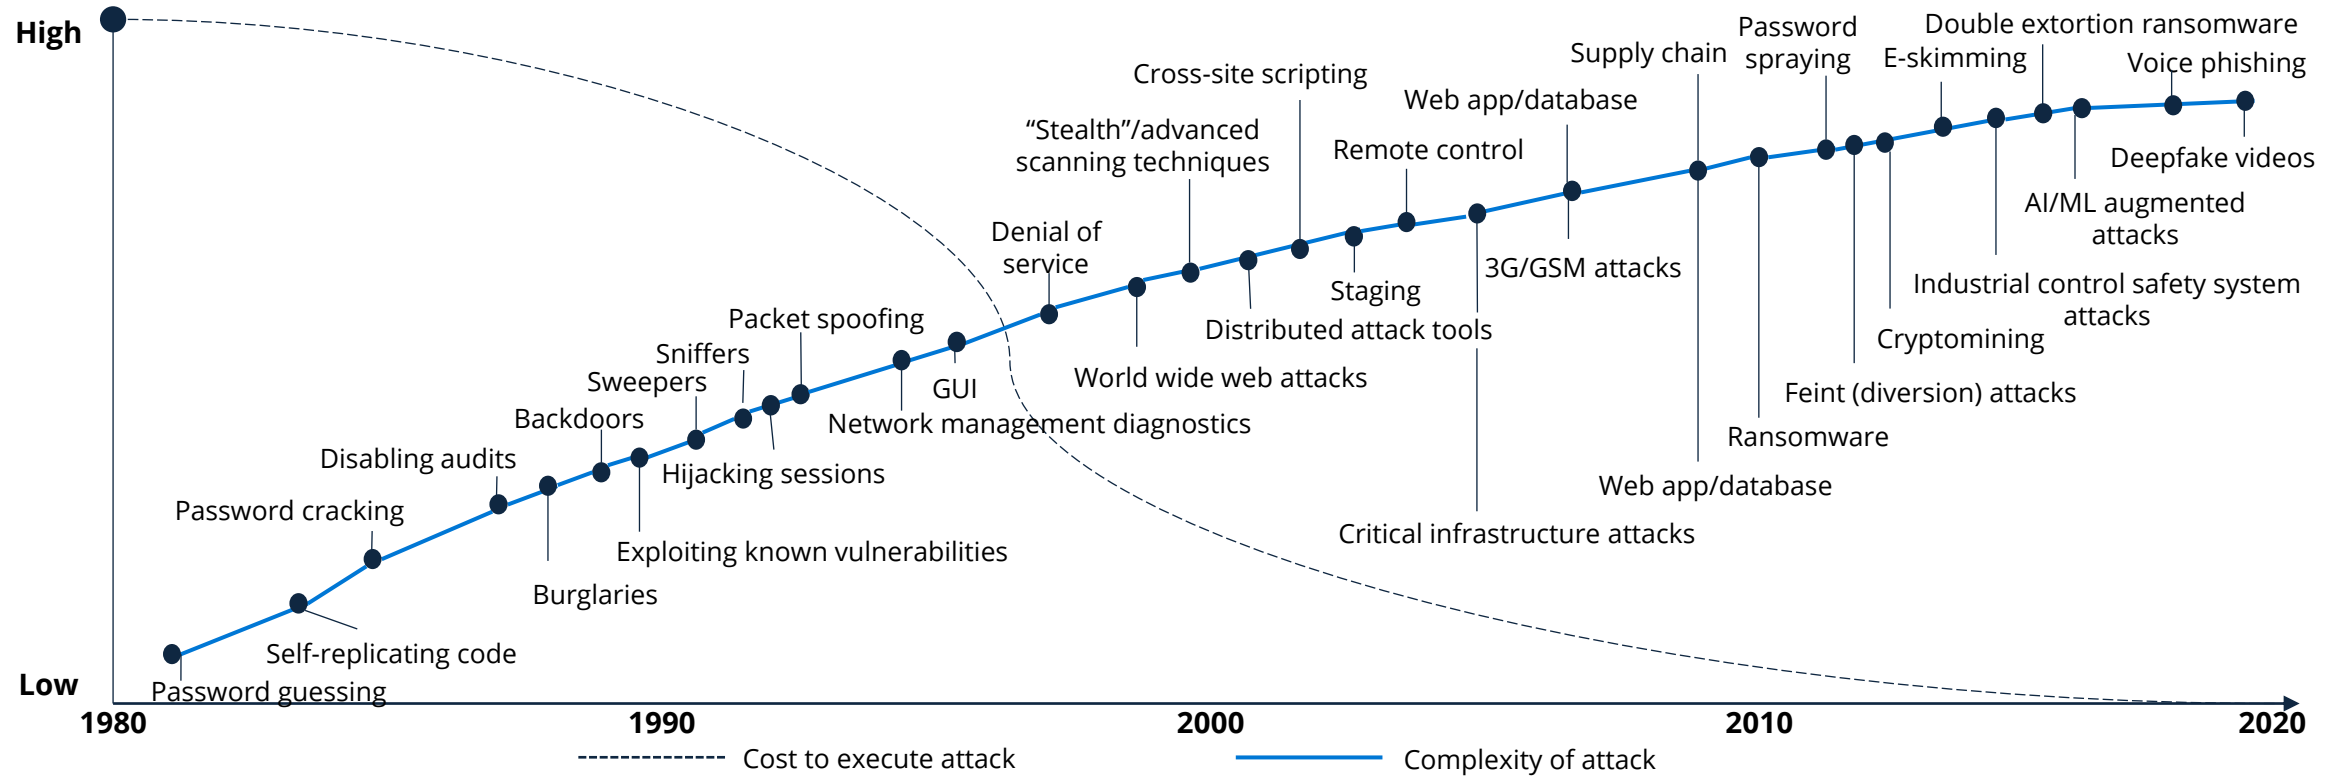 High
Double extortion ransomware
Password
spraying
E-skimming
Supply chain
Voice phishing
Cross-site scripting
Web app/database
“Stealth”/advanced
scanning techniques
Remote control
Deepfake videos
AI/ML augmented
attacks
Denial of
service
3G/GSM attacks
Staging
Industrial control safety system
attacks
Packet spoofing
Distributed attack tools
Cryptomining
Sniffers
Sweepers
GUI
World wide web attacks
Feint (diversion) attacks
Backdoors
Network management diagnostics
Ransomware
Disabling audits
Hijacking sessions
Web app/database
Password cracking
Critical infrastructure attacks
Exploiting known vulnerabilities
Burglaries
Self-replicating code
Password guessing
Low
1980
1990
2000
2010
2020
Cost to execute attack
Complexity of attack